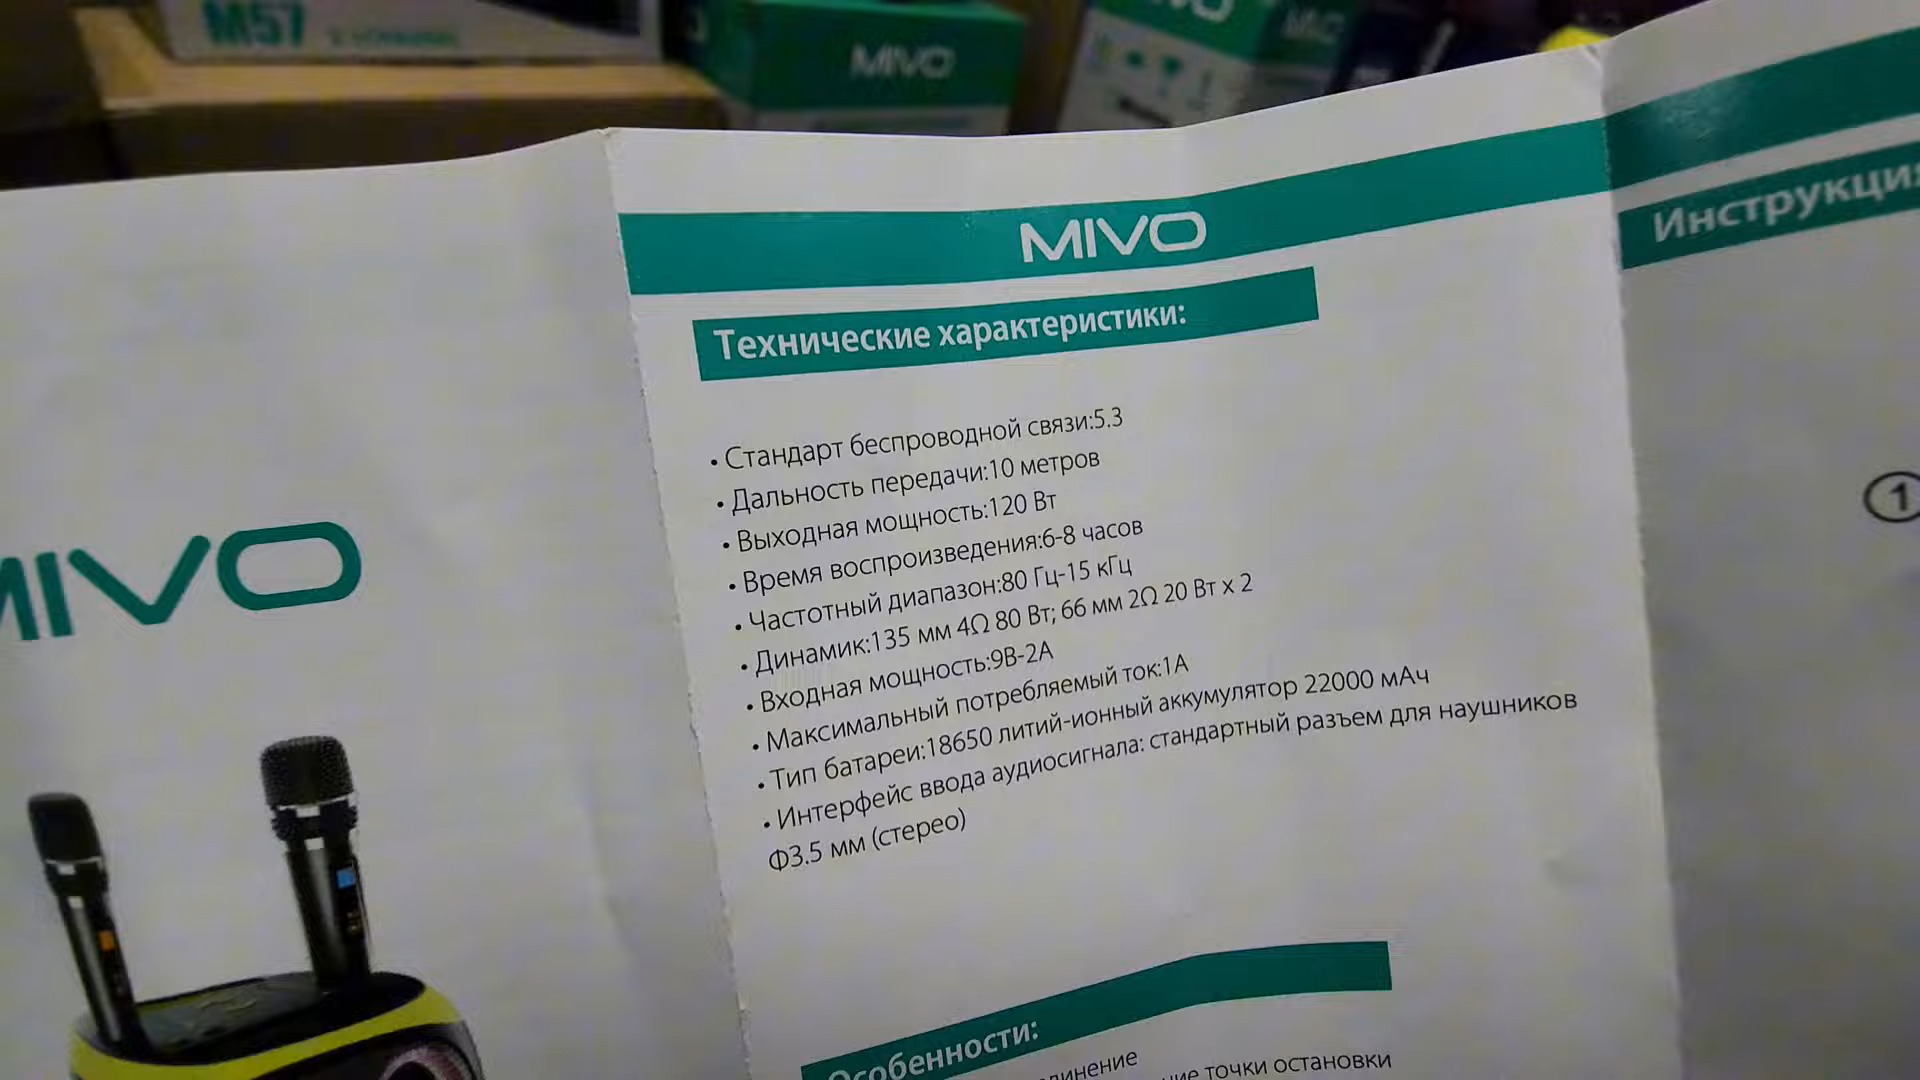 M57
MIVO
MIVO
Инструкция
Технические характеристики:
• Стандарт беспроводной связи:5.3
• Дальность передачи:10 метров
• Выходная мощность:120 Вт
• Время воспроизведения:6-8 часов
• Частотный диапазон:80 Гц-15 кГц
• Динамик:135 мм 4Ω 80 Вт; 66 мм 2Ω 20 Вт x 2
• Входная мощность:9В-2А
• Максимальный потребляемый ток:1А
• Тип батареи:18650 литий-ионный аккумулятор 22000 мАч
• Интерфейс ввода аудиосигнала: стандартный разъем для наушников
Ф3.5 мм (стерео)
1
MIVO
Особенности:
точки остановки